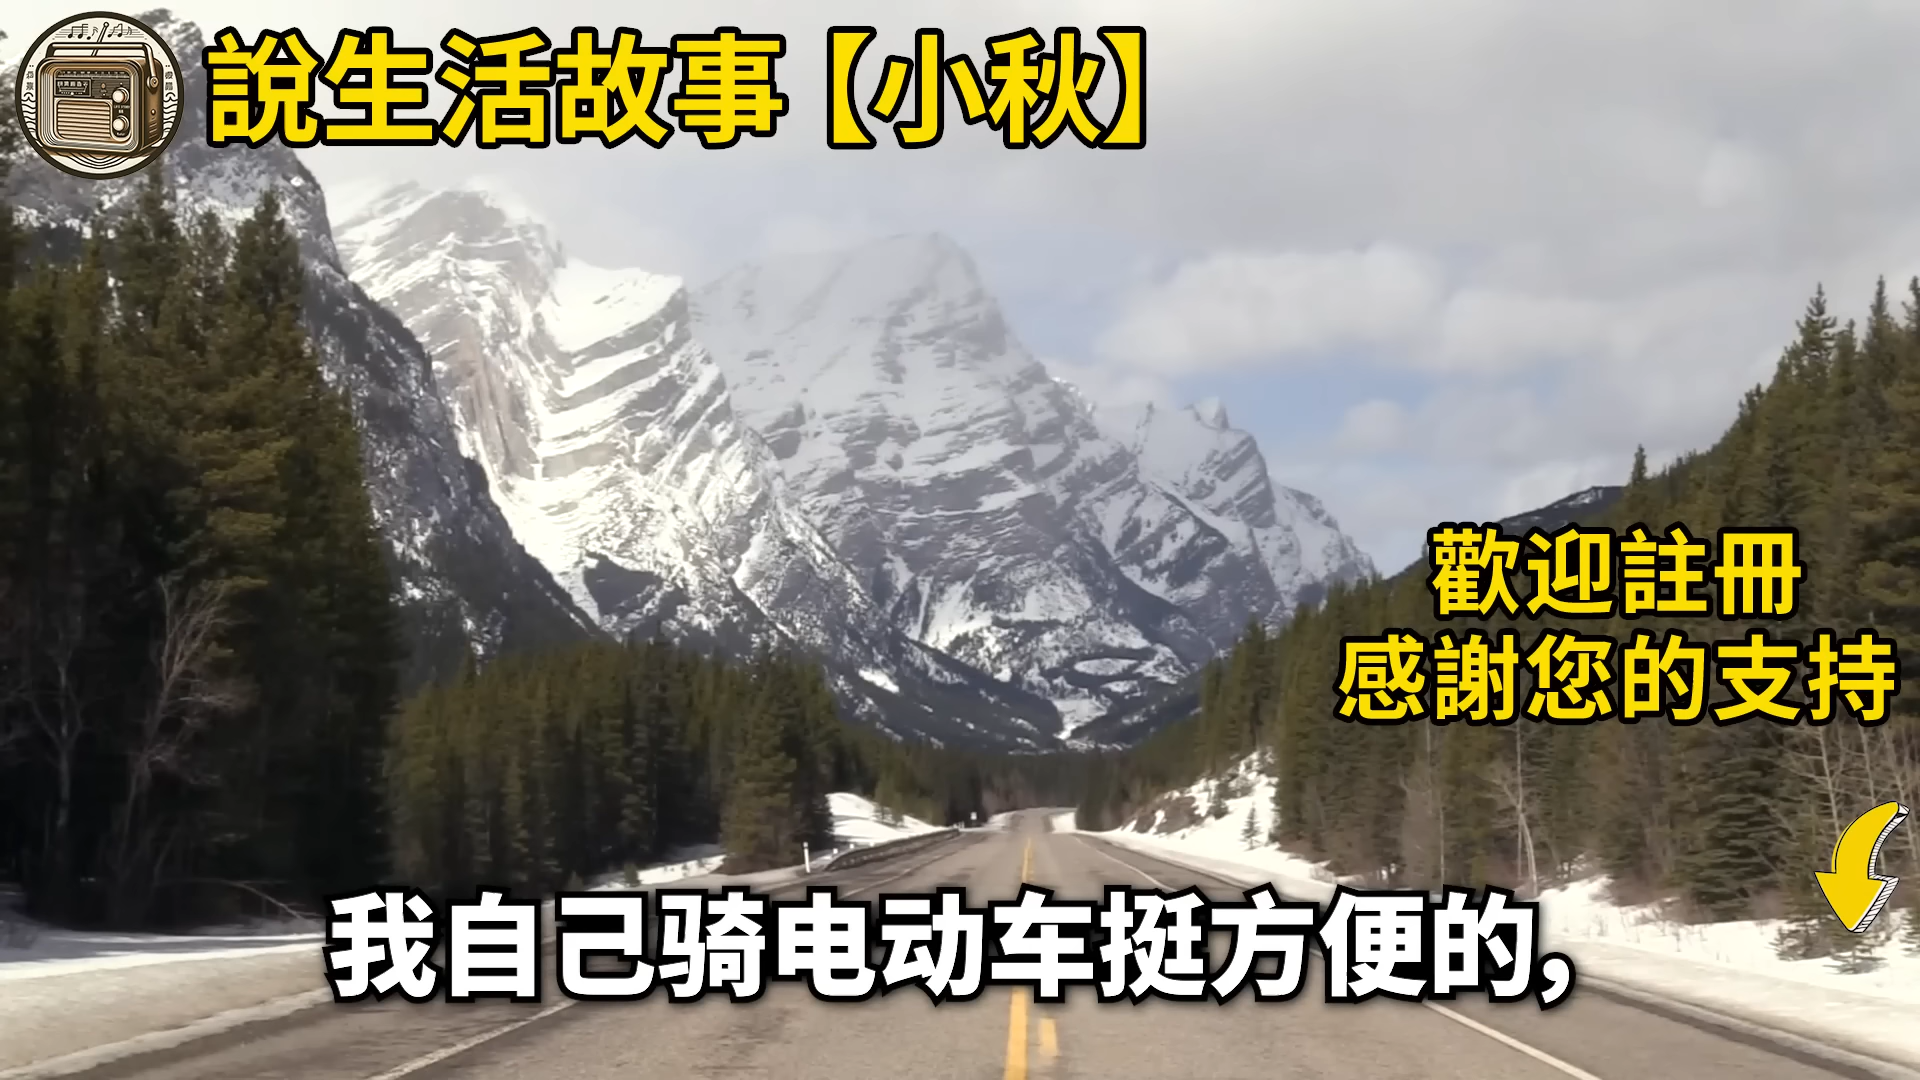 說生活故事【小秋】
歡迎註冊
感謝您的支持
我自己骑电动车挺方便的,